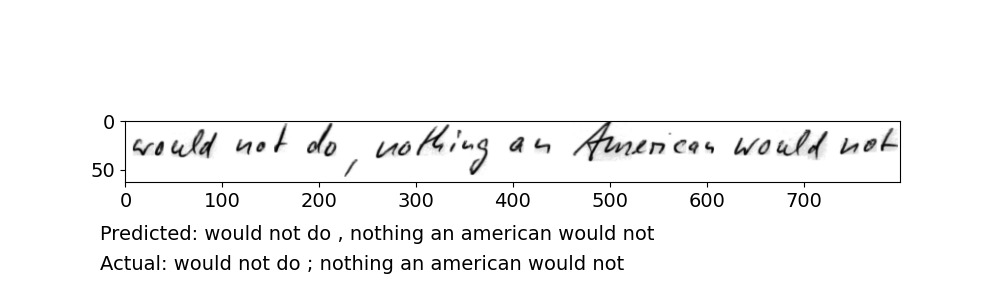 0
would not do, nothing an American would not
50
0 100 200 300 400 500 600 700
Predicted: would not do , nothing an american would not
Actual: would not do ; nothing an american would not